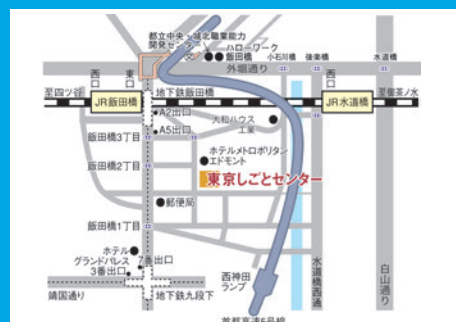 都立中央・城北職業能力
開発センター
ハローワーク
飯田橋
小石川橋
後楽橋
水道橋
外堀通り
至四ツ谷
西口
東口
地下鉄飯田橋
西口
至御茶ノ水
JR飯田橋
JR水道橋
A2出口
A5出口
大和ハウス
工業
飯田橋3丁目
ホテルメトロポリタン
エドモント
飯田橋2丁目
東京しごとセンター
郵便局
飯田橋1丁目
ホテル
グランドパレス
7番出口
3番出口
西神田
ランプ
水道橋西通
白山通り
靖国通り
地下鉄九段下
首都高速5号線